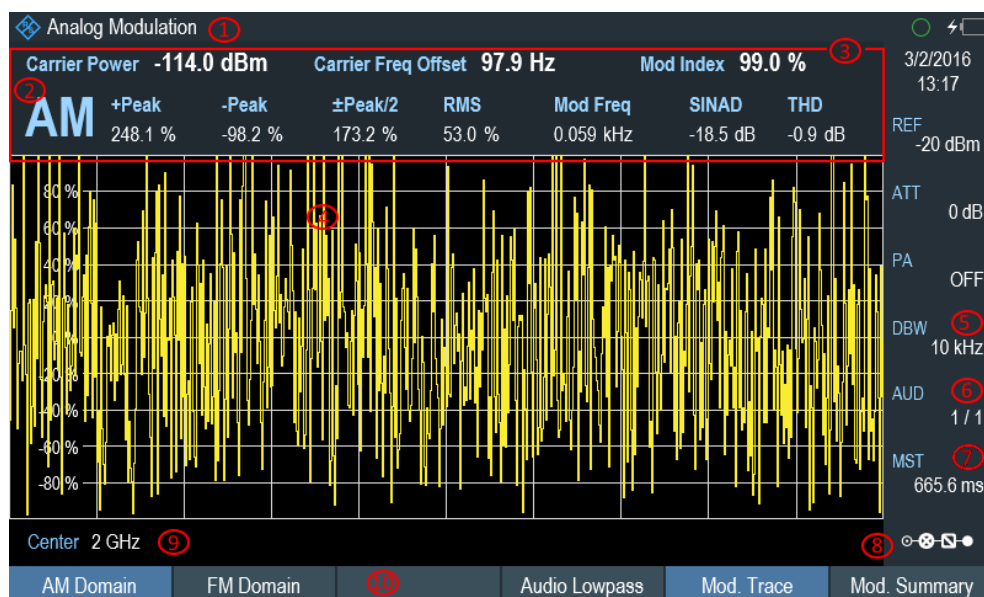 Analog Modulation 1
Carrier Power -114.0 dBm Carrier Freq Offset 97.9 Hz Mod Index 99.0 % 3
3/2/2016
13:17
2
AM
+Peak -Peak ±Peak/2 RMS Mod Freq SINAD THD
248.1 % -98.2 % 173.2 % 53.0 % 0.059 kHz -18.5 dB -0.9 dB
REF
-20 dBm
ATT
0 dB
PA
OFF
DBW 5
10 kHz
AUD 6
1 / 1
MST 7
665.6 ms
80 %
4
60 %
40 %
20 %
0 %
-20 %
-40 %
-60 %
-80 %
Center 2 GHz 9
8
AM Domain FM Domain 10 Audio Lowpass Mod. Trace Mod. Summary